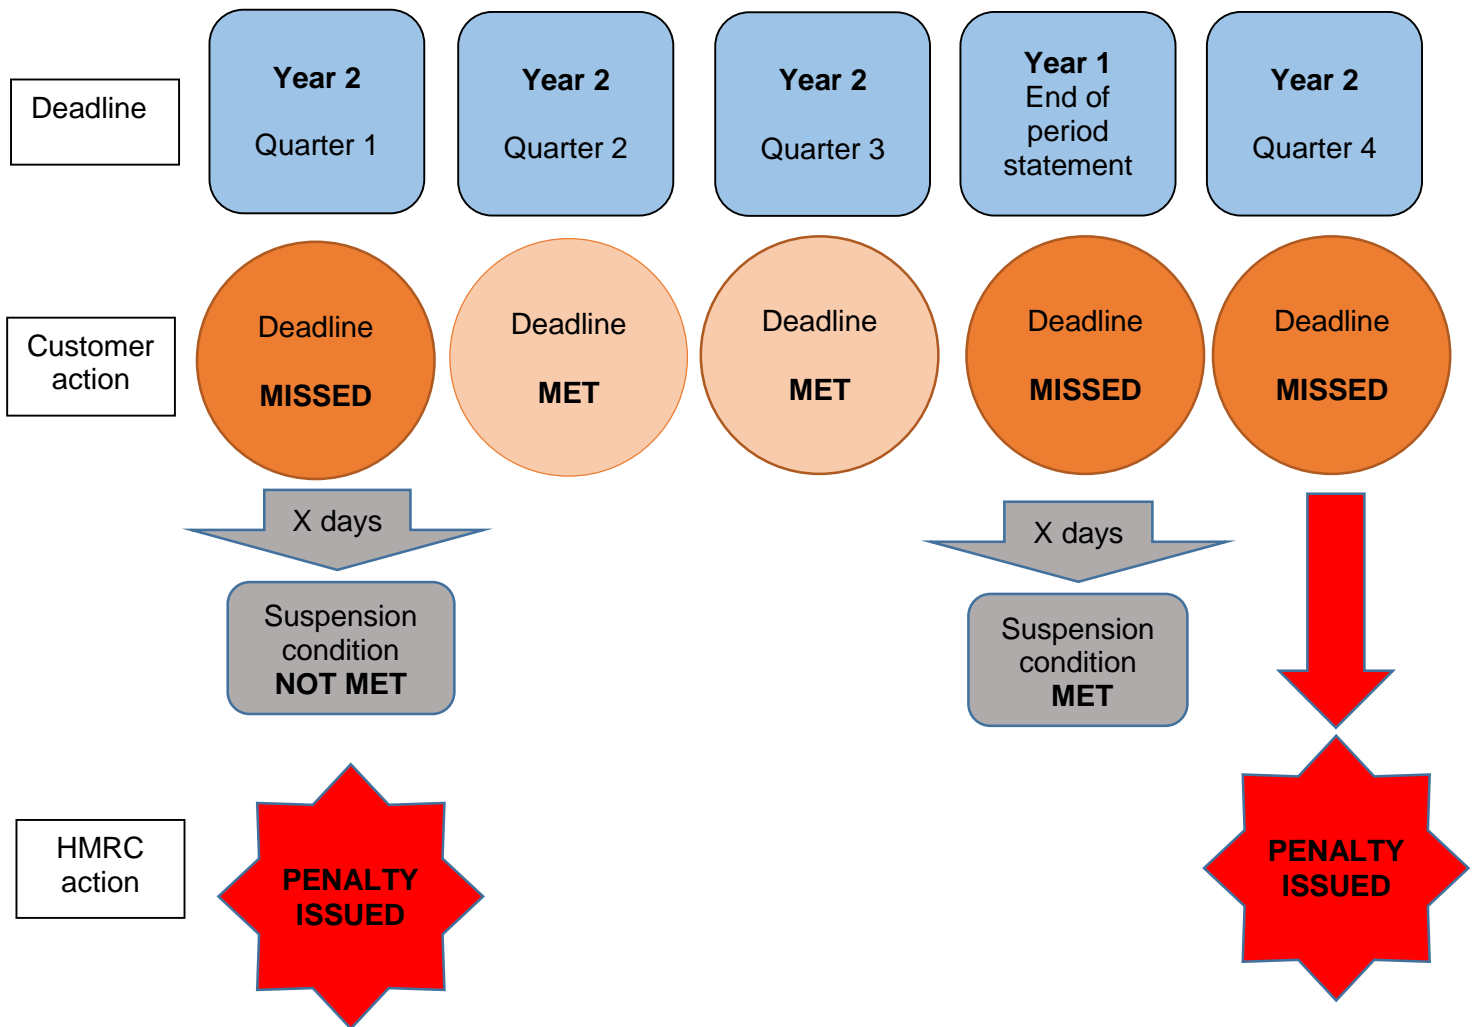 Deadline
Year 2
Quarter 1
Year 2
Quarter 2
Year 2
Quarter 3
Year 1
End of
period
statement
Year 2
Quarter 4
Customer
action
Deadline
MISSED
Deadline
MET
Deadline
MET
Deadline
MISSED
Deadline
MISSED
X days
Suspension
condition
NOT MET
X days
Suspension
condition
MET
HMRC
action
PENALTY
ISSUED
PENALTY
ISSUED